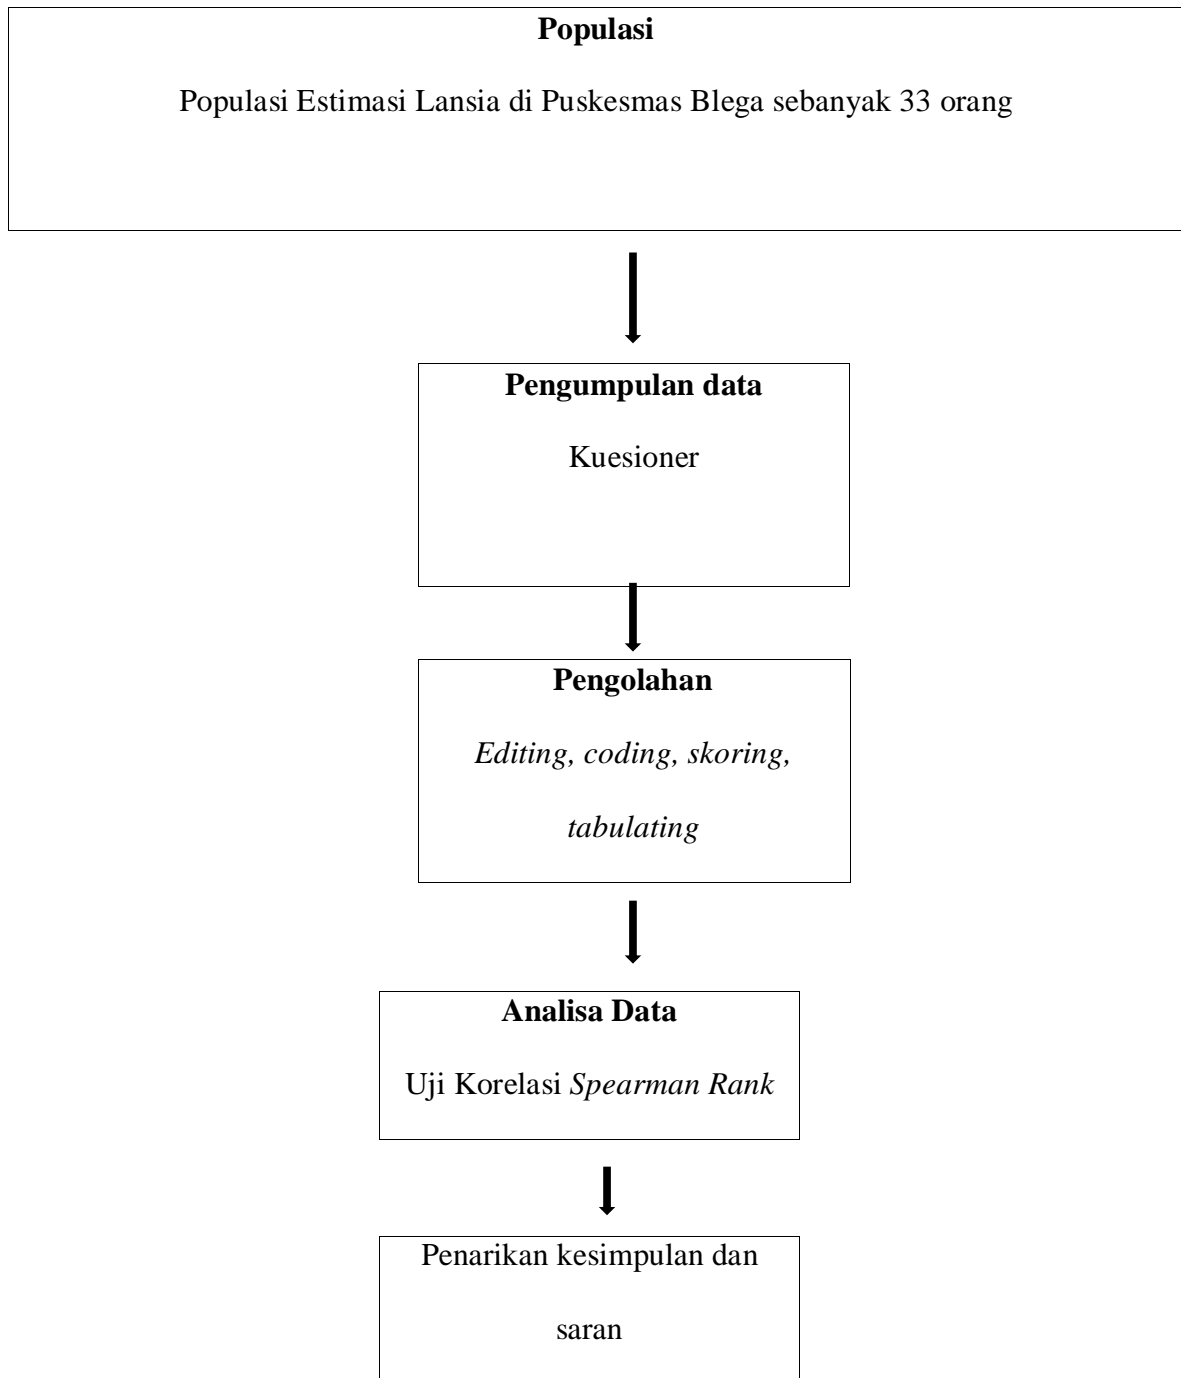 Populasi
Populasi Estimasi Lansia di Puskesmas Blega sebanyak 33 orang
Pengumpulan data
Kuesioner
Pengolahan
Editing, coding, skoring,
tabulating
Analisa Data
Uji Korelasi Spearman Rank
Penarikan kesimpulan dan
saran